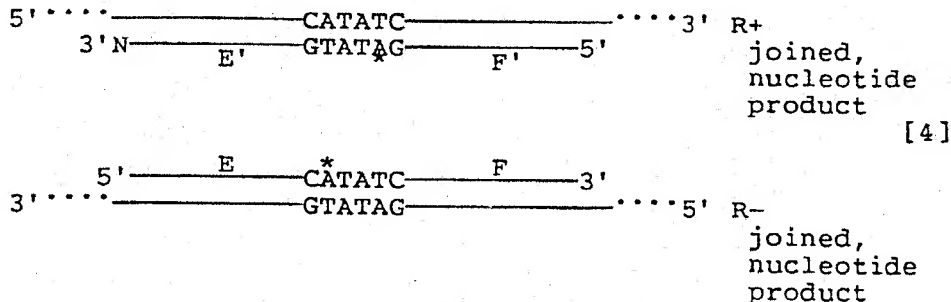 5'····————CATATC————····3' R+
3'N————GTATAG————5' joined,
E' * F' nucleotide
product
[4]
E * F
5'————CATATC————3'
3'····————GTATAG————····5' R-
joined,
nucleotide
product